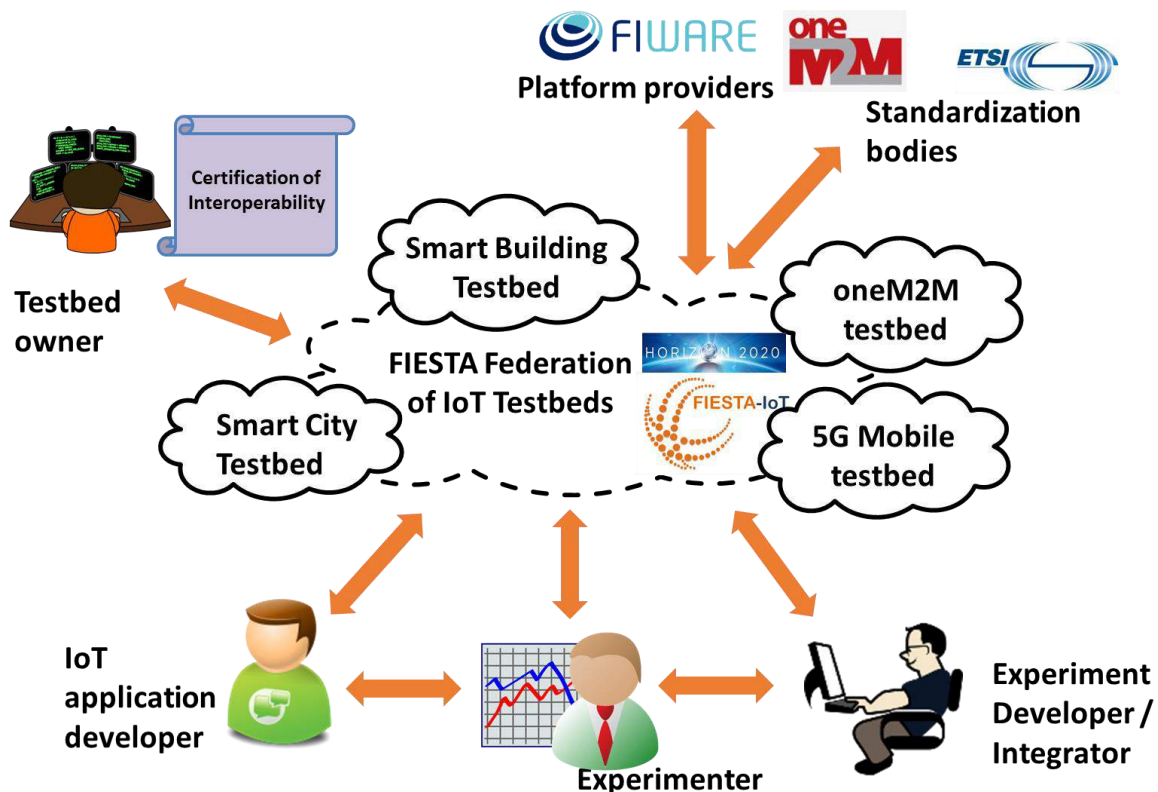 FIWARE
Platform providers
one
M2M
ETSI
Standardization
bodies
Certification of
Interoperability
Testbed
owner
Smart Building
Testbed
oneM2M
testbed
FIESTA Federation
of IoT Testbeds
HORIZON 2020
FIESTA-IoT
Smart City
Testbed
5G Mobile
testbed
IoT
application
developer
Experimenter
Experiment
Developer /
Integrator